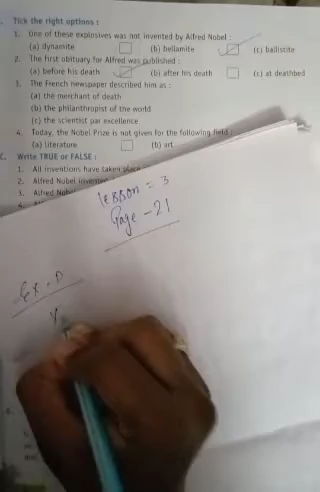 Tick the right options :
1. One of these explosives was not invented by Alfred Nobel :
(a) dynamite (b) bellamite (c) ballistite
2. The first obituary for Alfred was published :
(a) before his death (b) after his death (c) at deathbed
3. The French newspaper described him as :
(a) the merchant of death
(b) the philanthropist of the world
(c) the scientist par excellence
4. Today, the Nobel Prize is not given for the following field :
(a) literature (b) art
C. Write TRUE or FALSE :
1. All inventions have taken place
2. Alfred Nobel invented
3. Alfred
4.
lesson = 3
Page - 21
Ex. D